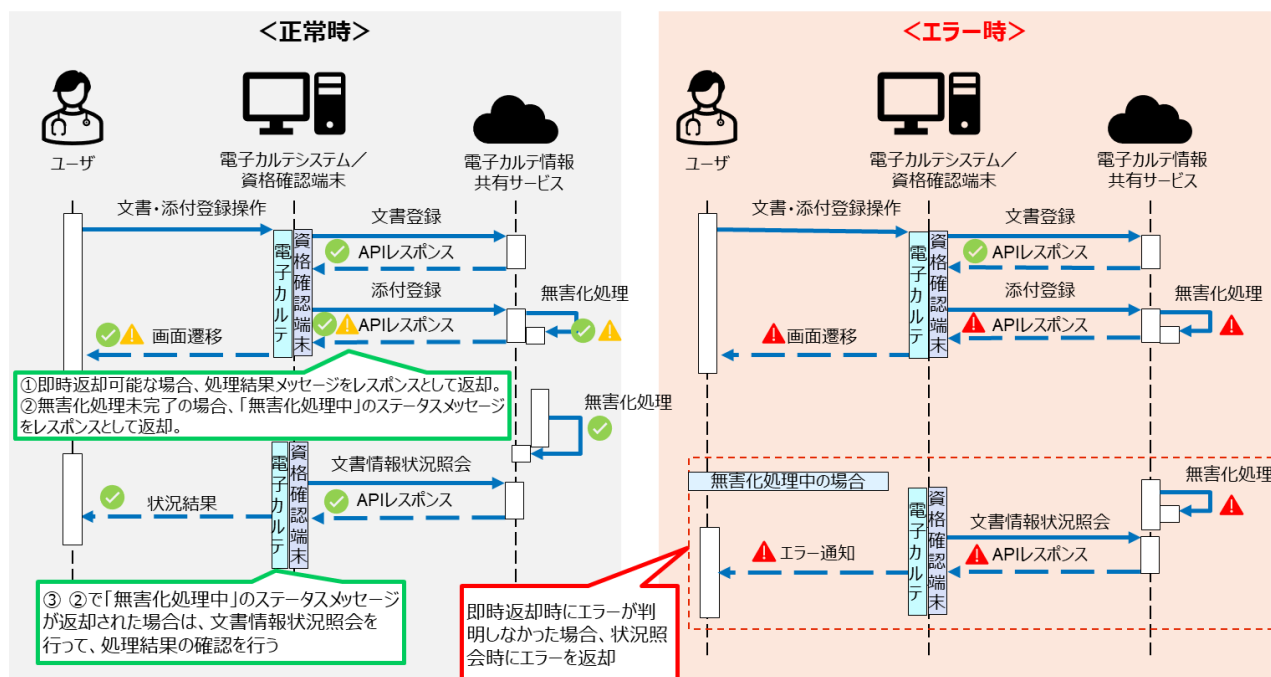 <正常時>
ユーザ
電子カルテシステム／
資格確認端末
電子カルテ情報
共有サービス
文書・添付登録操作
文書登録
APIレスポンス
添付登録
無害化処理
APIレスポンス
画面遷移
電子カルテ
資格確認端末
①即時返却可能な場合、処理結果メッセージをレスポンスとして返却。
②無害化処理未完了の場合、「無害化処理中」のステータスメッセージ
をレスポンスとして返却。
無害化処理
文書情報状況照会
APIレスポンス
状況結果
電子カルテ
資格確認端末
③ ②で「無害化処理中」のステータスメッセージ
が返却された場合は、文書情報状況照会を
行って、処理結果の確認を行う
<エラー時>
ユーザ
電子カルテシステム／
資格確認端末
電子カルテ情報
共有サービス
文書・添付登録操作
文書登録
APIレスポンス
添付登録
無害化処理
APIレスポンス
画面遷移
電子カルテ
資格確認端末
無害化処理中の場合
無害化処理
文書情報状況照会
APIレスポンス
エラー通知
電子カルテ
資格確認端末
即時返却時にエラーが判
明しなかった場合、状況照
会時にエラーを返却